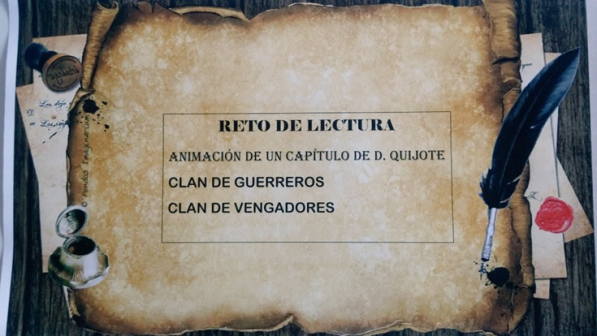 RETO DE LECTURA
ANIMACIÓN DE UN CAPÍTULO DE D. QUIJOTE
CLAN DE GUERREROS
CLAN DE VENGADORES